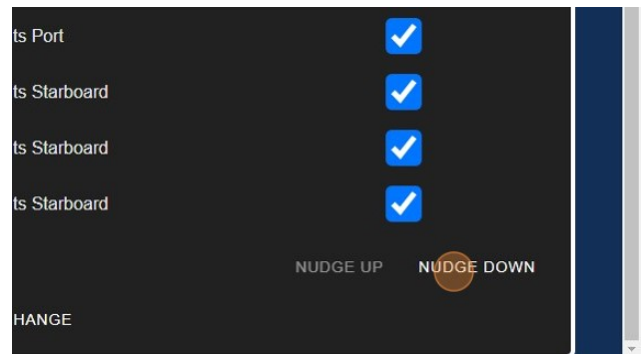 ts Port
ts Starboard
ts Starboard
ts Starboard
NUDGE UP NUDGE DOWN
HANGE